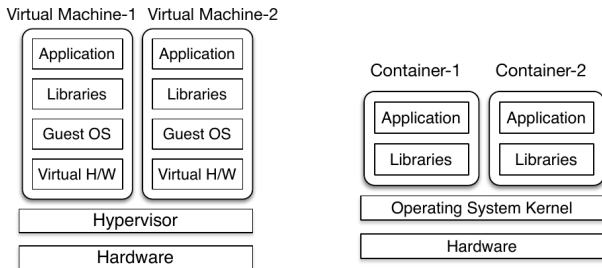 Virtual Machine-1
Virtual Machine-2
Application
Libraries
Guest OS
Virtual H/W
Application
Libraries
Guest OS
Virtual H/W
Hypervisor
Hardware
Container-1
Container-2
Application
Libraries
Application
Libraries
Operating System Kernel
Hardware